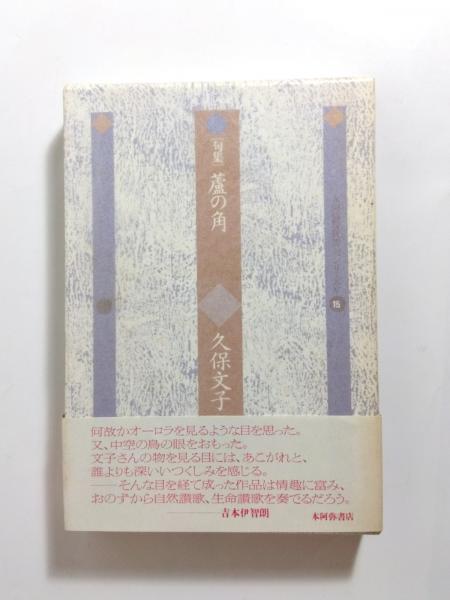 句集
蘆の角
久保文子
15
何故かオーロラを見るような目を思った。
又、中空の鳥の眼をおもった。
文子さんの物を見る目には、あこがれと、
誰よりも深いいつくしみを感じる。
——そんな目を経て成った作品は情趣に富み、
おのずから自然讃歌、生命讃歌を奏でるだろう。
————吉本伊智朗
本阿弥書店